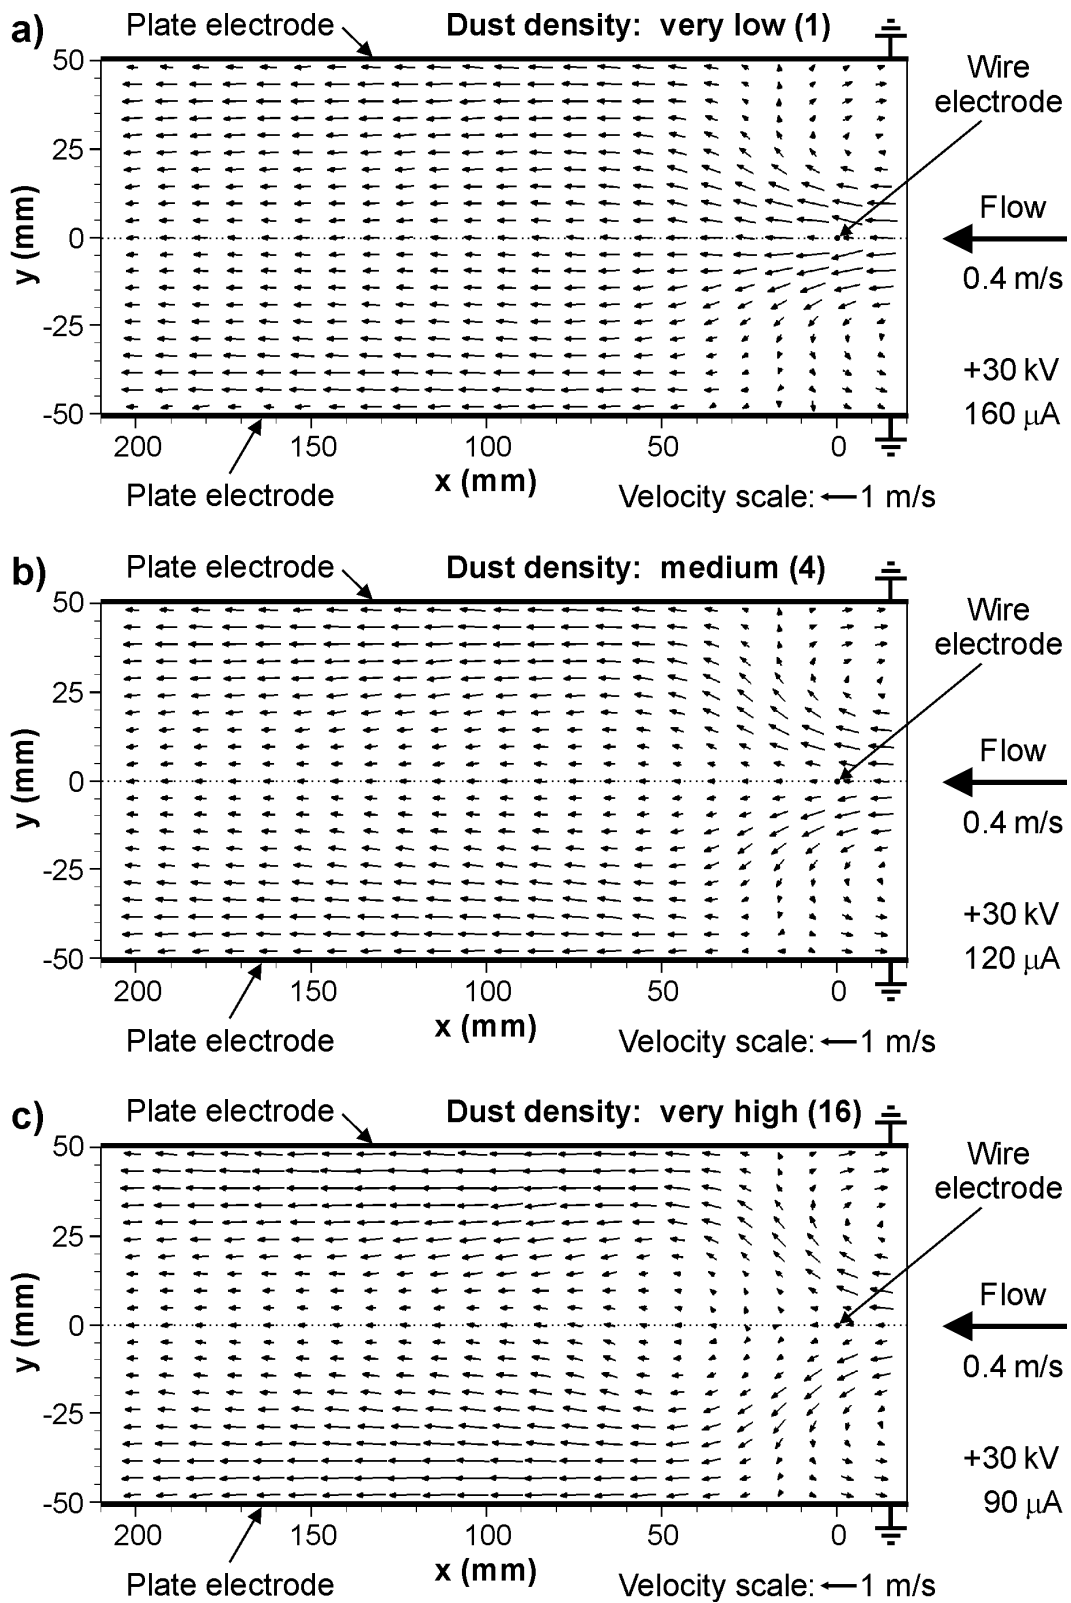 a)
Plate electrode
Dust density: very low (1)
Wire
electrode
50
25
0
-25
-50
y (mm)
Flow
0.4 m/s
+30 kV
160 μA
200
150
100
50
0
x (mm)
Plate electrode
Velocity scale: 1 m/s
b)
Plate electrode
Dust density: medium (4)
Wire
electrode
50
25
0
-25
-50
y (mm)
Flow
0.4 m/s
+30 kV
120 μA
200
150
100
50
0
x (mm)
Plate electrode
Velocity scale: 1 m/s
c)
Plate electrode
Dust density: very high (16)
Wire
electrode
50
25
0
-25
-50
y (mm)
Flow
0.4 m/s
+30 kV
90 μA
200
150
100
50
0
x (mm)
Plate electrode
Velocity scale: 1 m/s